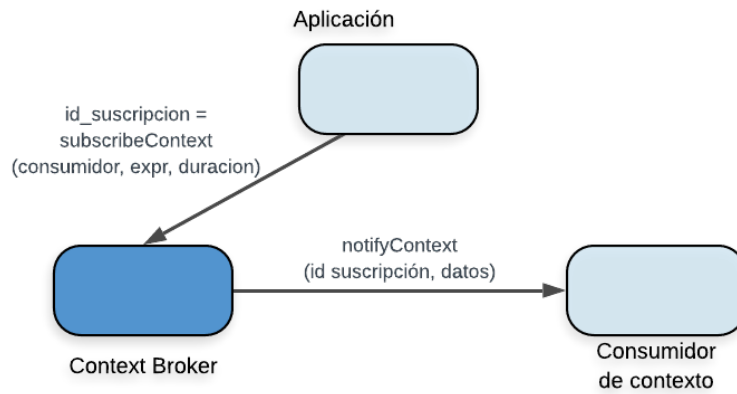 Aplicación
id_suscripcion =
subscribeContext
(consumidor, expr, duracion)
notifyContext
(id suscripción, datos)
Context Broker
Consumidor
de contexto